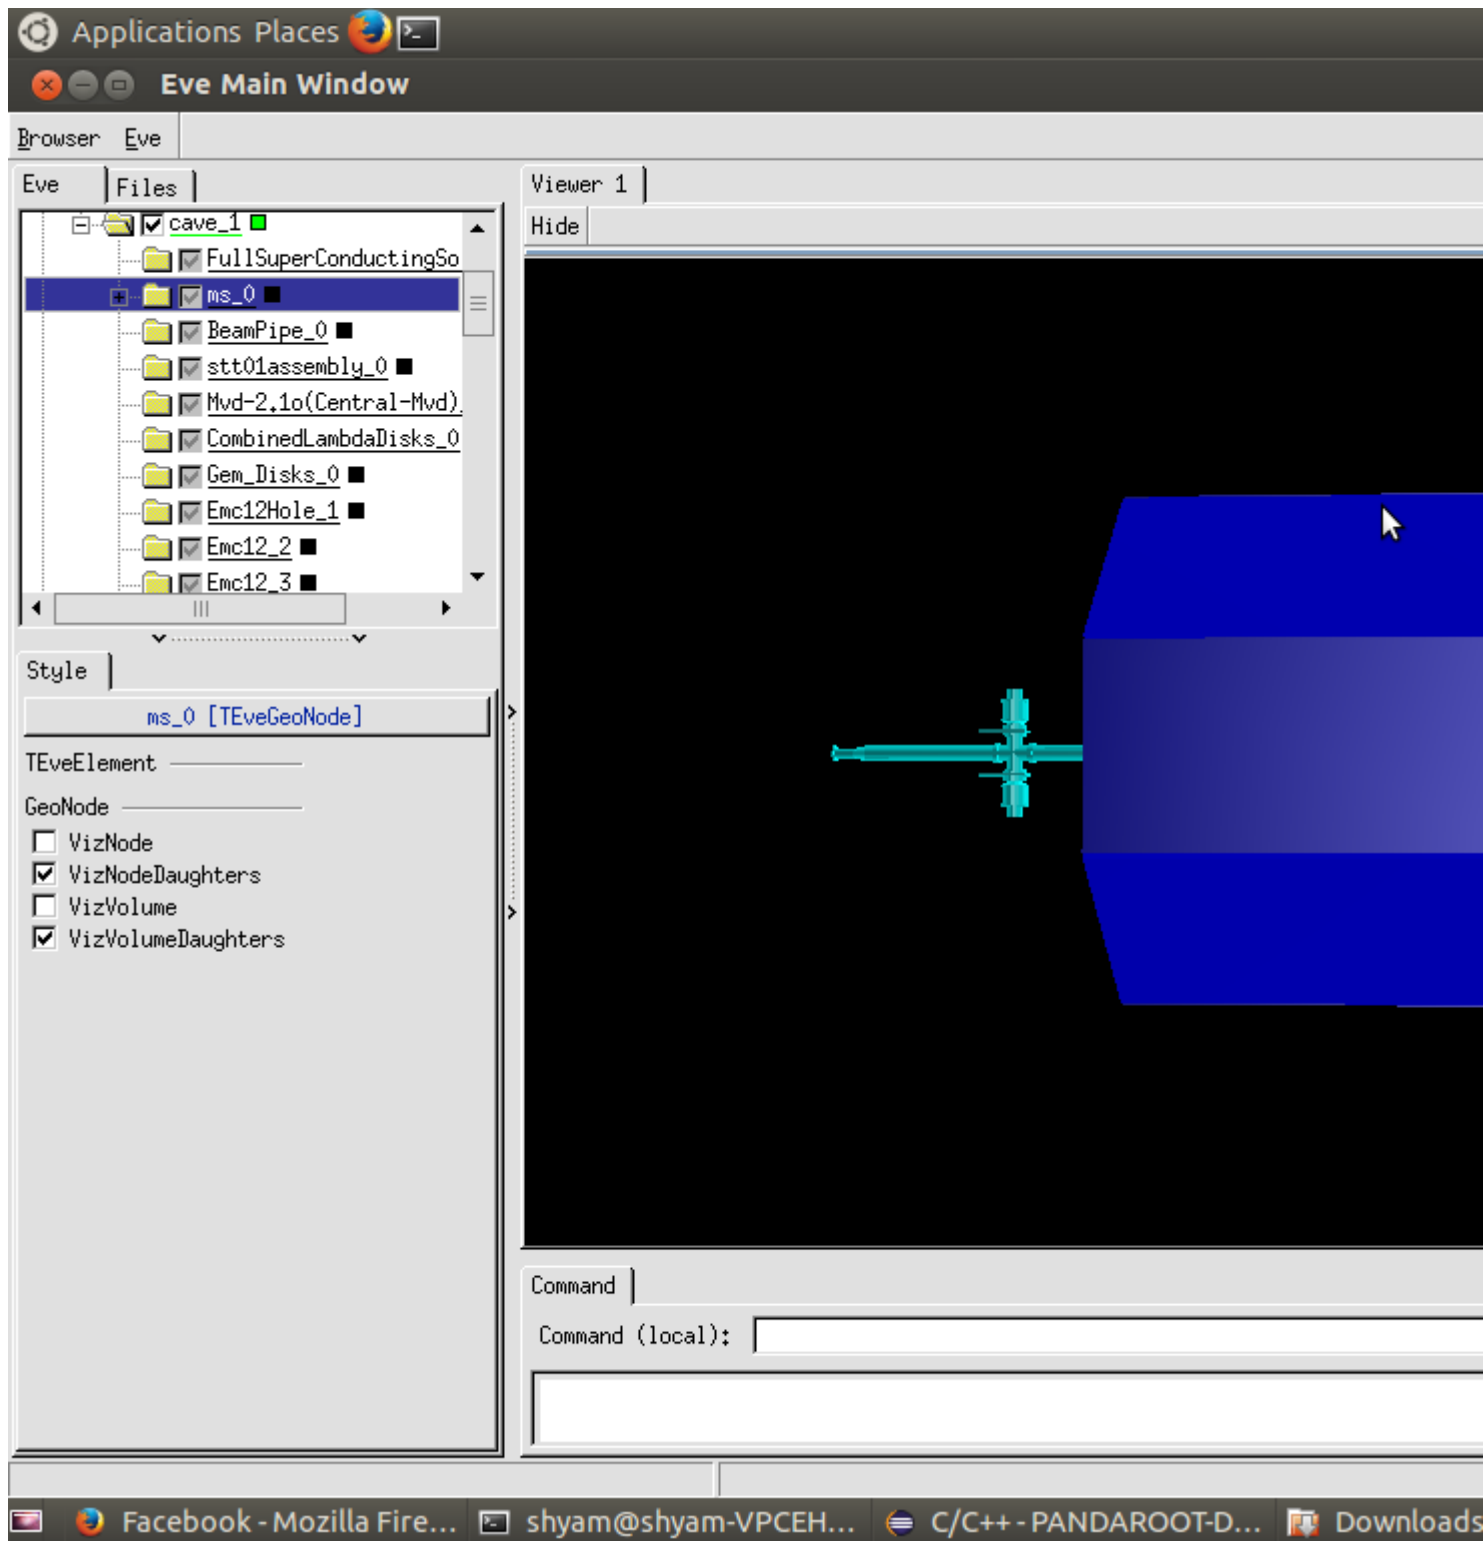 Applications Places
Eve Main Window
Browser Eve
Eve Files
cave_1
FullSuperConductingSo
ms_0
BeamPipe_0
stt01assembly_0
Mvd-2.1o(Central-Mvd)
CombinedLambdaDisks_0
Gem_Disks_0
Emc12Hole_1
Emc12_2
Emc12_3
Style
ms_0 [TEveGeoNode]
TEveElement
GeoNode
VizNode
VizNodeDaughters
VizVolume
VizVolumeDaughters
Viewer 1
Hide
Command
Command (local):
Facebook - Mozilla Fire... shyam@shyam-VPCEH... C/C++ - PANDAROOT-D... Downloads